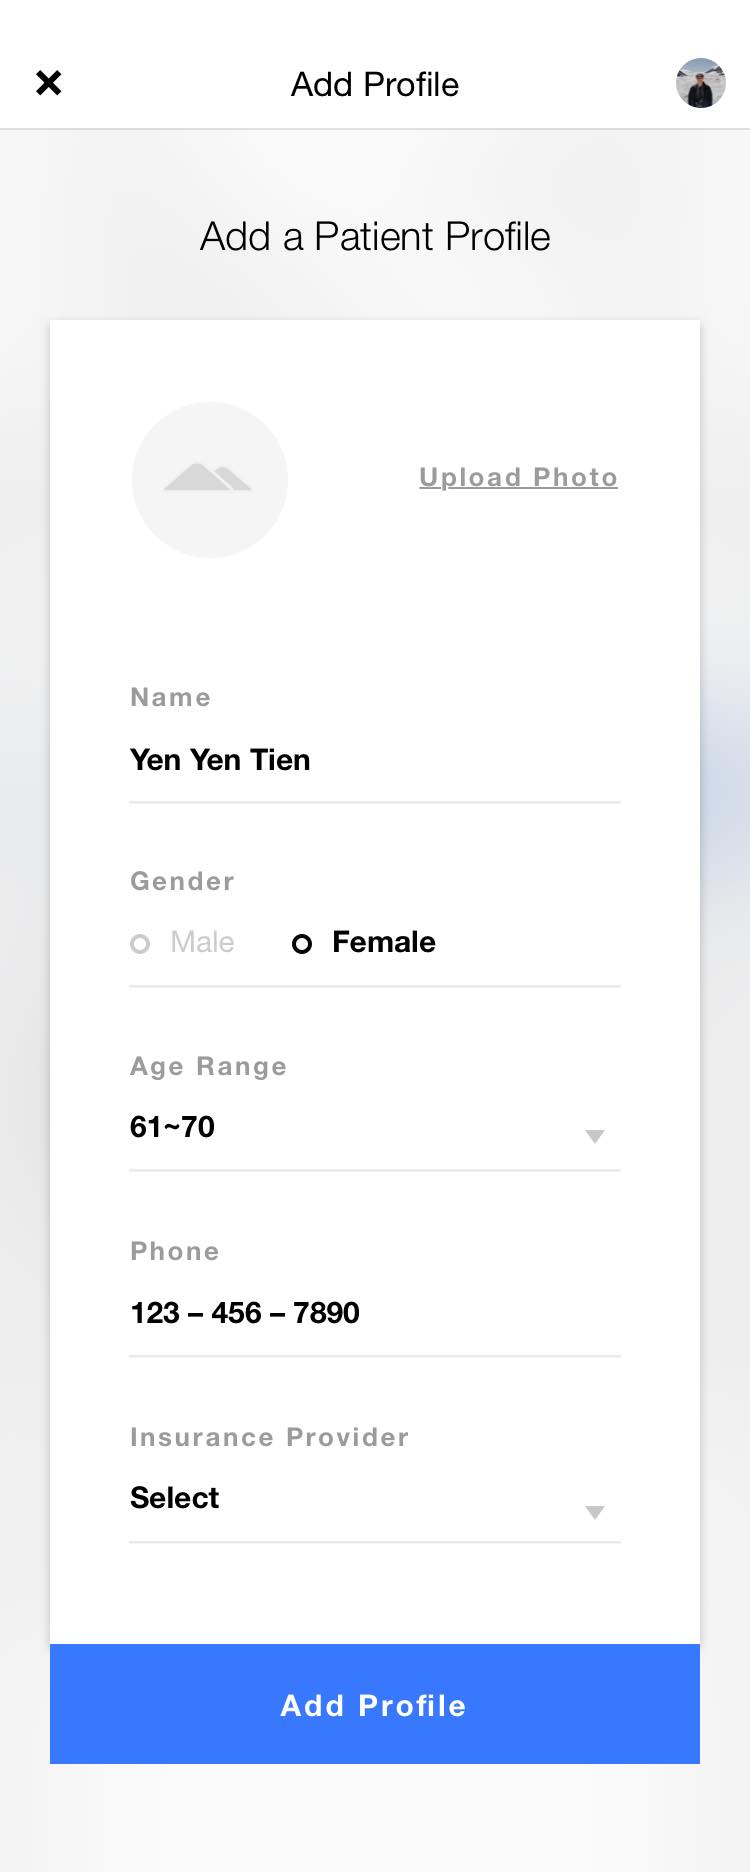 Add Profile
Add a Patient Profile
Upload Photo
Name
Yen Yen Tien
Gender
Male Female
Age Range
61~70
Phone
123 – 456 – 7890
Insurance Provider
Select
Add Profile